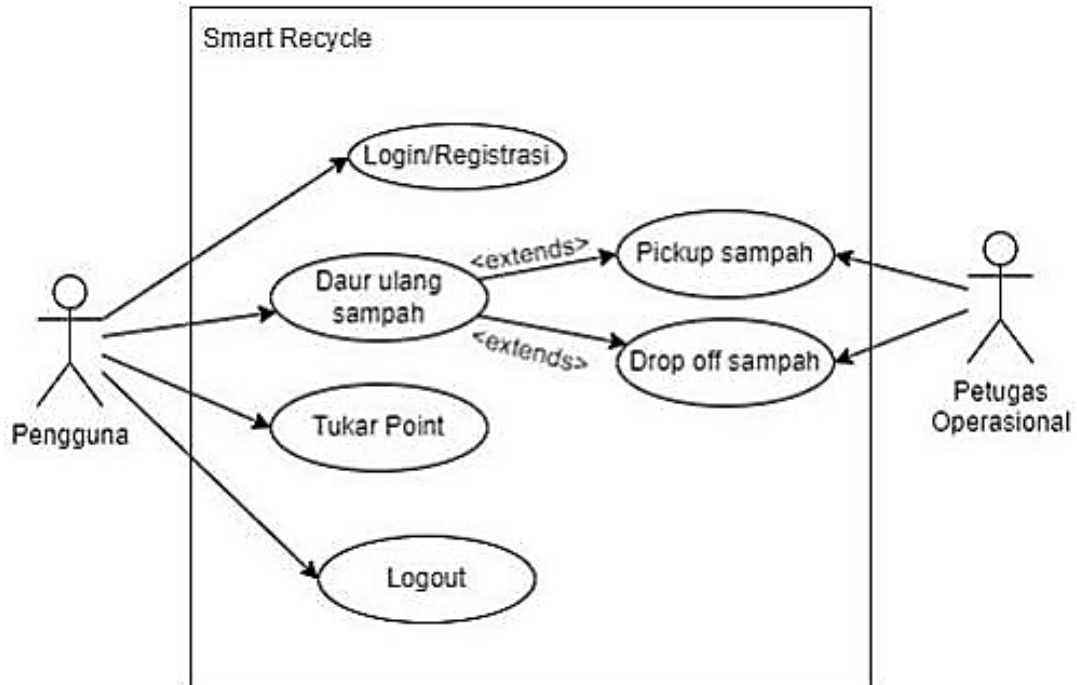 Smart Recycle
Login/Registrasi
<extends>
Pickup sampah
Daur ulang
sampah
<extends>
Drop off sampah
Pengguna
Petugas
Operasional
Tukar Point
Logout